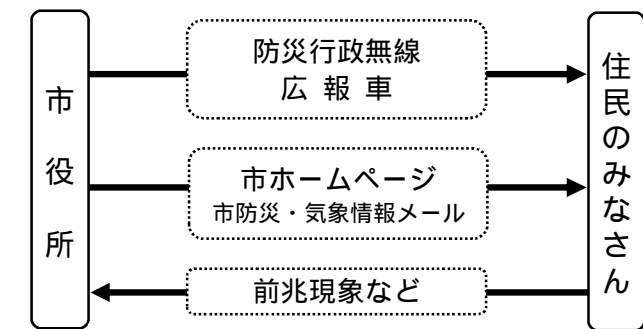 市役所
防災行政無線
広報車
市ホームページ
市防災・気象情報メール
前兆現象など
住民のみなさん